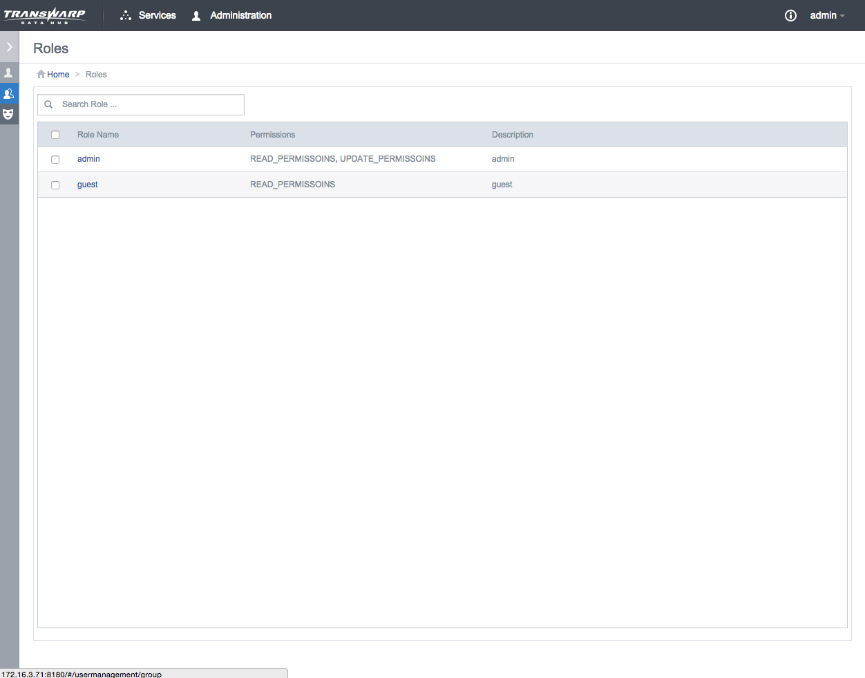 TRANSWARP
DATA HUB
Services
Administration
admin
Roles
Home > Roles
Search Role ...
Role Name Permissions Description
admin READ_PERMISSOINS, UPDATE_PERMISSOINS admin
guest READ_PERMISSOINS guest
172.16.3.71:8180/#/usermanagement/group